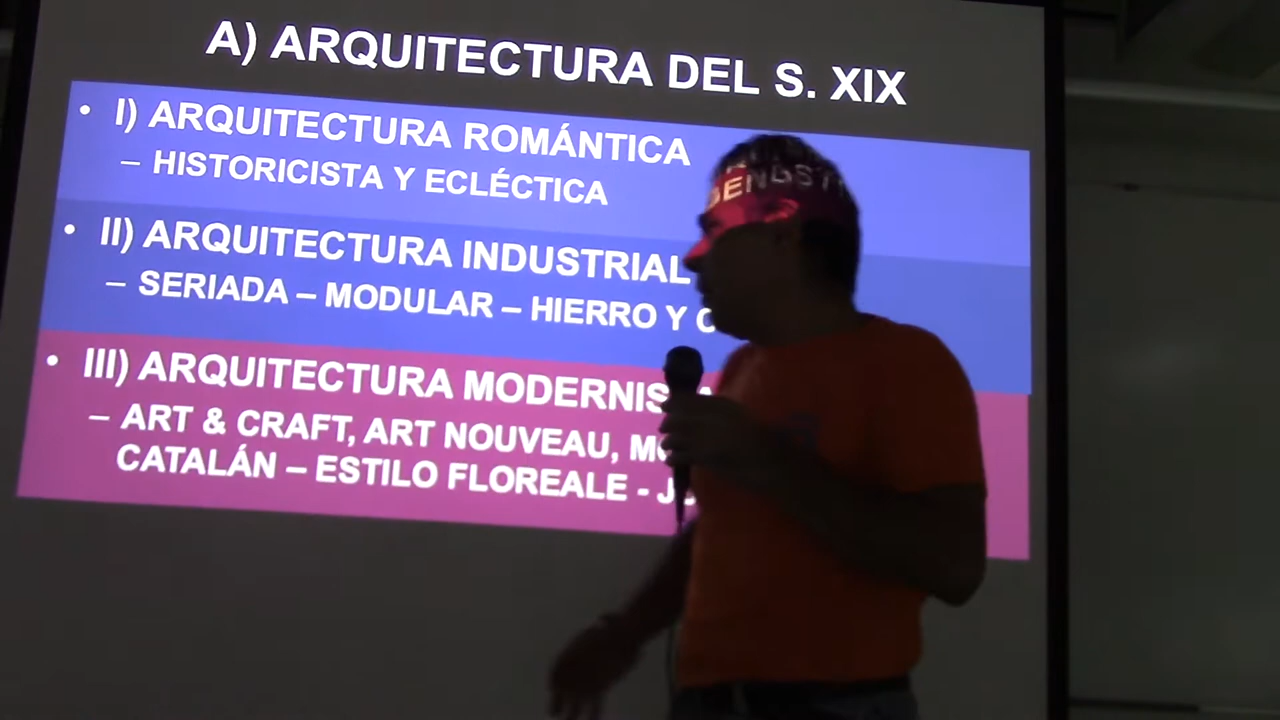 A) ARQUITECTURA DEL S. XIX
• I) ARQUITECTURA ROMÁNTICA
– HISTORICISTA Y ECLÉCTICA
• II) ARQUITECTURA INDUSTRIAL
– SERIADA – MODULAR – HIERRO Y
• III) ARQUITECTURA
– ART & CRAFT, ART NOUVEAU,
CATALÁN – ESTILO FLOREALE -